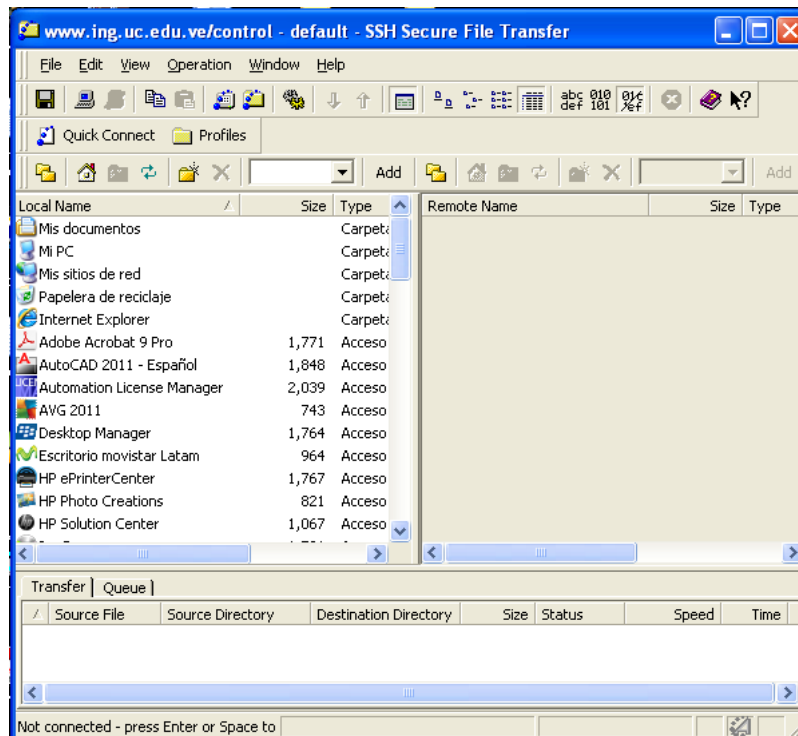 www.ing.uc.edu.ve/control - default - SSH Secure File Transfer
File Edit View Operation Window Help
abc def 010 101
Quick Connect Profiles
Add Add
Local Name Size Type Remote Name Size Type
Mis documentos Carpeta
Mi PC Carpeta
Mis sitios de red Carpeta
Papelera de reciclaje Carpeta
Internet Explorer Carpeta
Adobe Acrobat 9 Pro 1,771 Acceso
AutoCAD 2011 - Español 1,848 Acceso
Automation License Manager 2,039 Acceso
AVG 2011 743 Acceso
Desktop Manager 1,764 Acceso
Escritorio movistar Latam 964 Acceso
HP ePrinterCenter 1,767 Acceso
HP Photo Creations 821 Acceso
HP Solution Center 1,067 Acceso
Transfer Queue
Source File Source Directory Destination Directory Size Status Speed Time
Not connected - press Enter or Space to